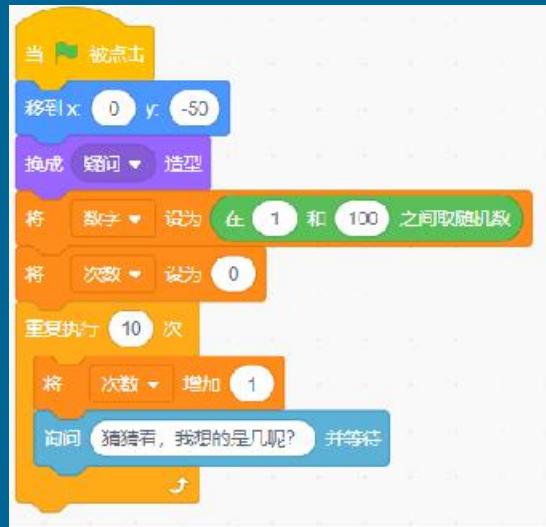 当 被点击
移到 x: 0 y: -50
换成 疑问 造型
将 数字 设为 在 1 和 100 之间取随机数
将 次数 设为 0
重复执行 10 次
将 次数 增加 1
询问 猜猜看，我想的是几呢？ 并等待